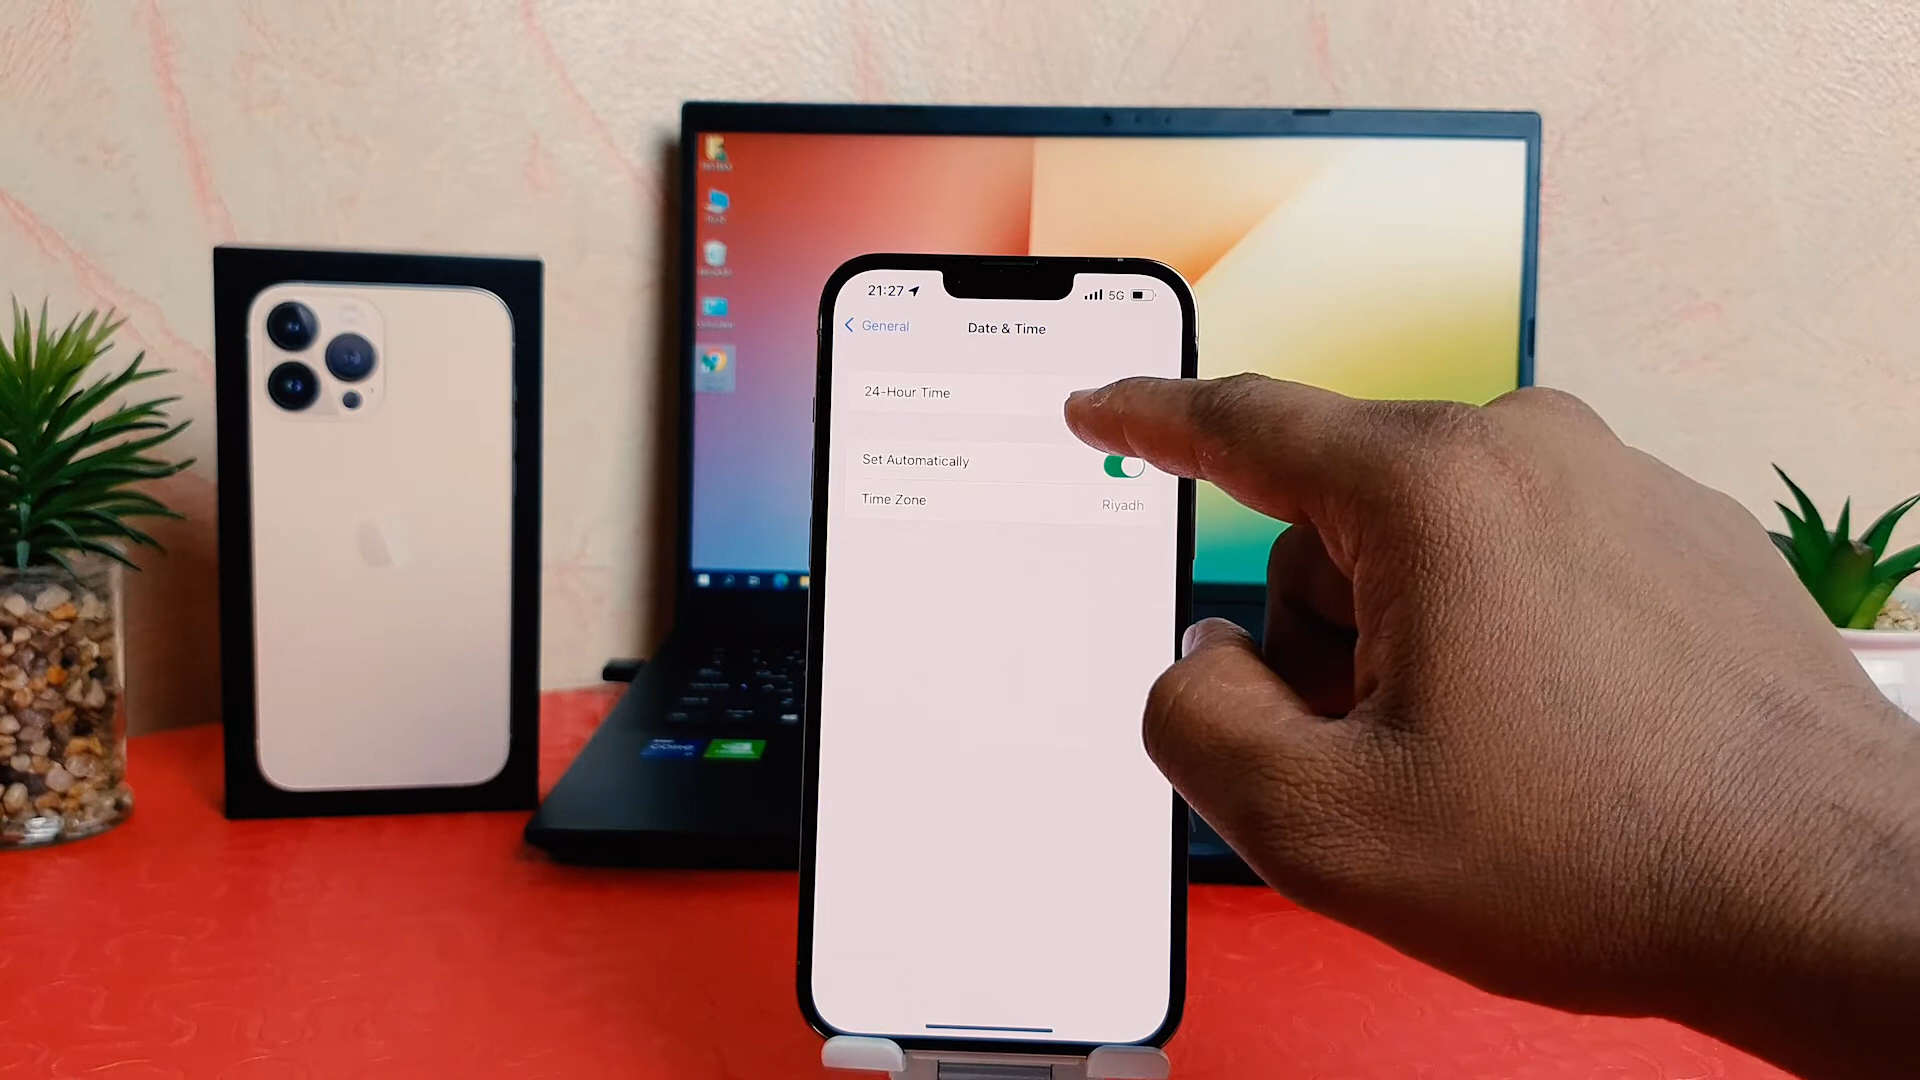 21:27
5G
General
Date & Time
24-Hour Time
Set Automatically
Time Zone
Riyadh